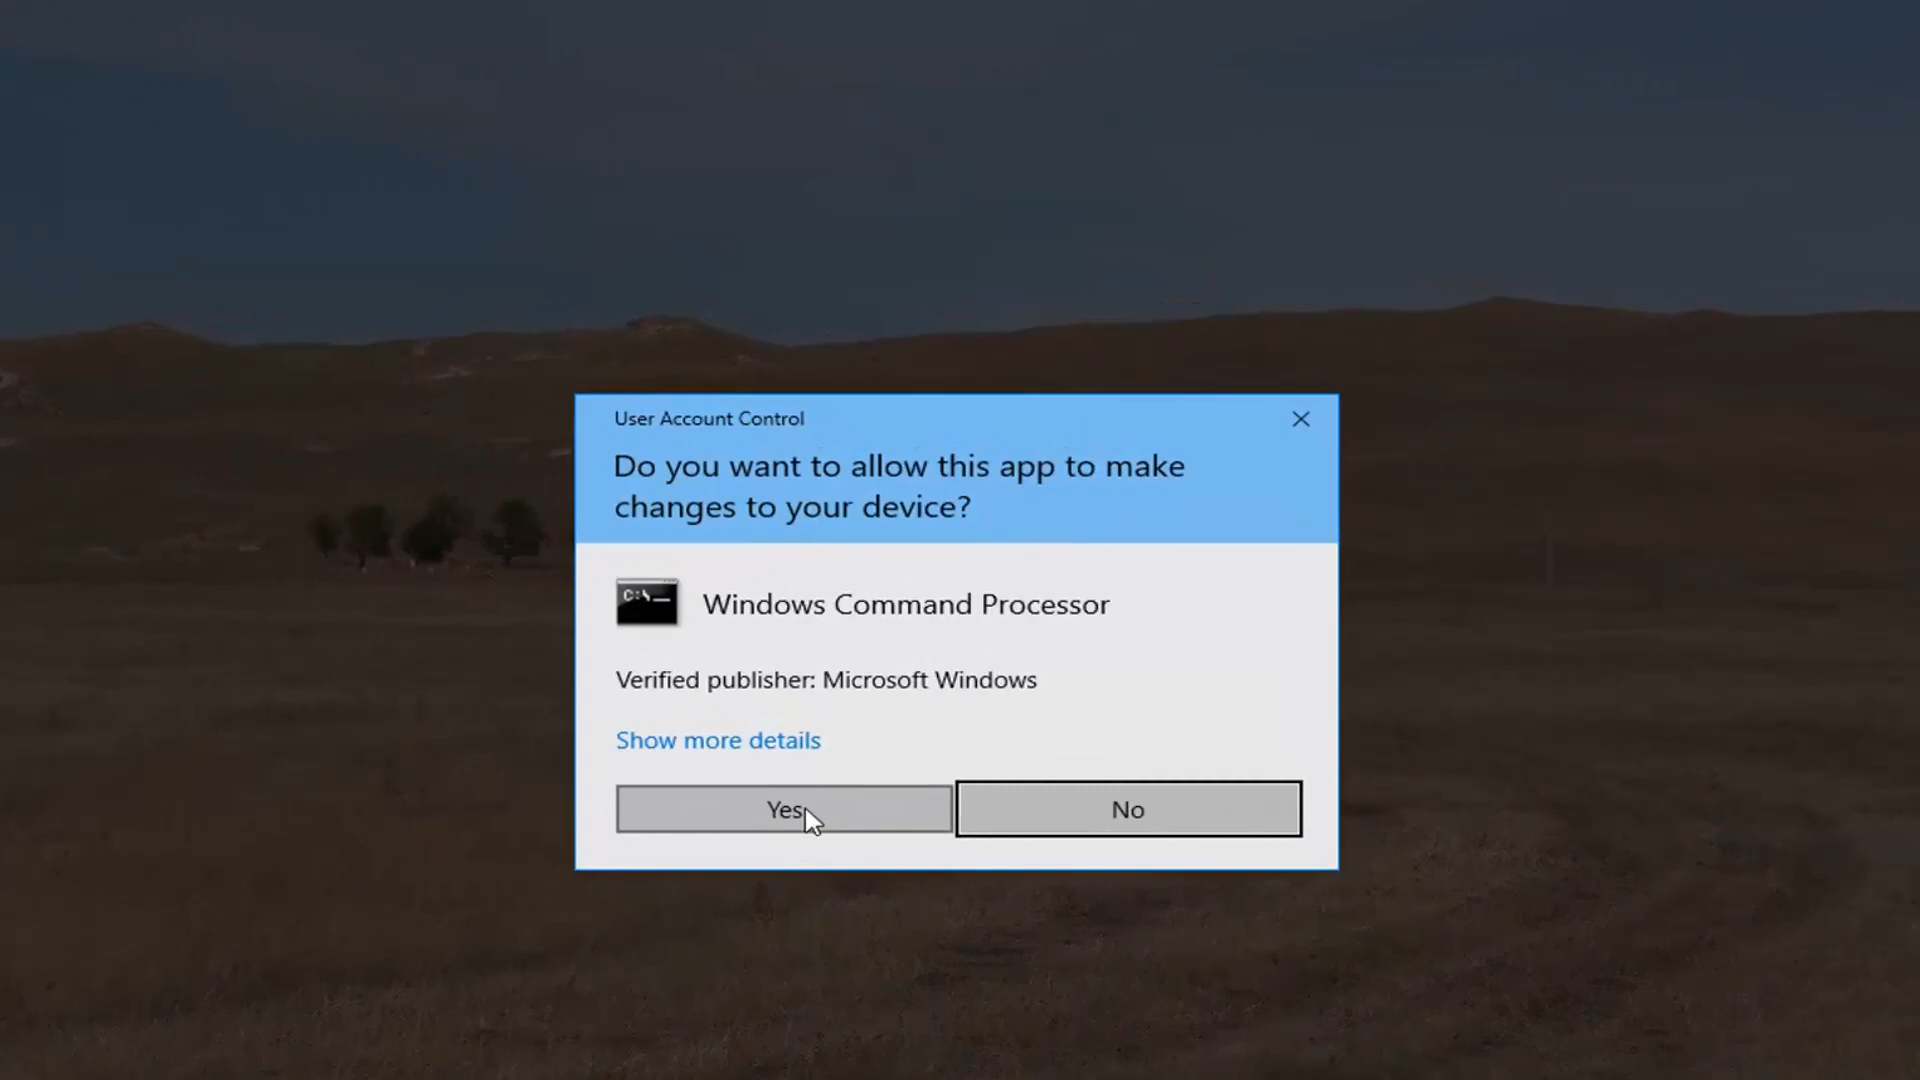 User Account Control
Do you want to allow this app to make
changes to your device?
C:\_
Windows Command Processor
Verified publisher: Microsoft Windows
Show more details
Yes
No